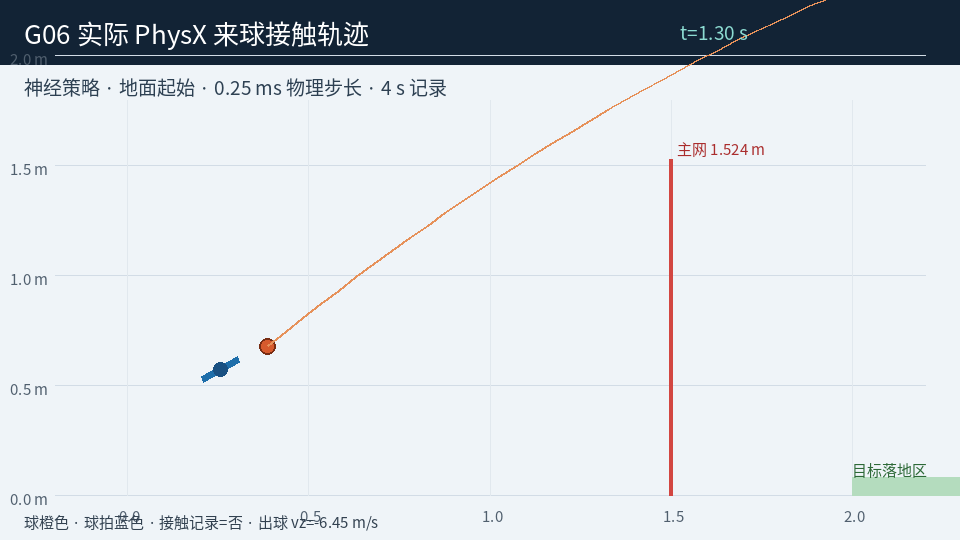 G06 实际 PhysX 来球接触轨迹
t=1.30 s
2.0 m
神经策略 · 地面起始 · 0.25 ms 物理步长 · 4 s 记录
主网 1.524 m
1.5 m
1.0 m
0.5 m
目标落地区
0.0 m
0.0 0.5 1.0 1.5 2.0
球橙色 · 球拍蓝色 · 接触记录=否 · 出球 vz=-6.45 m/s